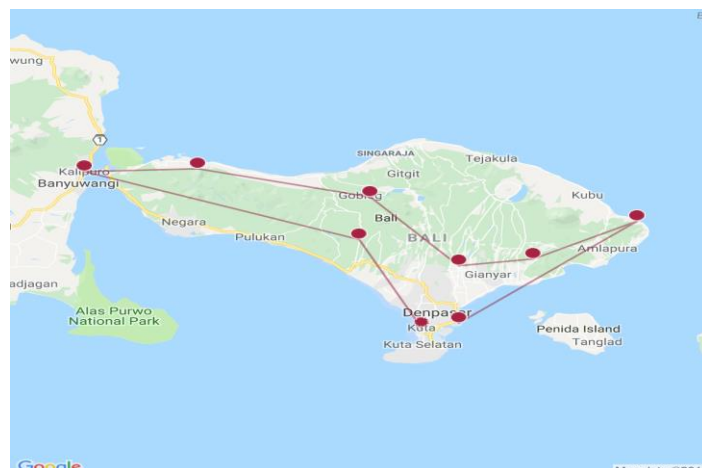 wung
1
SINGARAJA
Tejakula
Kalipuro
Gitgit
Banyuwangi
Kubu
Gobleg
Bali
Negara
BALI
Pulukan
Amlapura
Gianyar
adjagan
Alas Purwo
National Park
Denpasar
Penida Island
Kuta
Tanglad
Kuta Selatan
Google